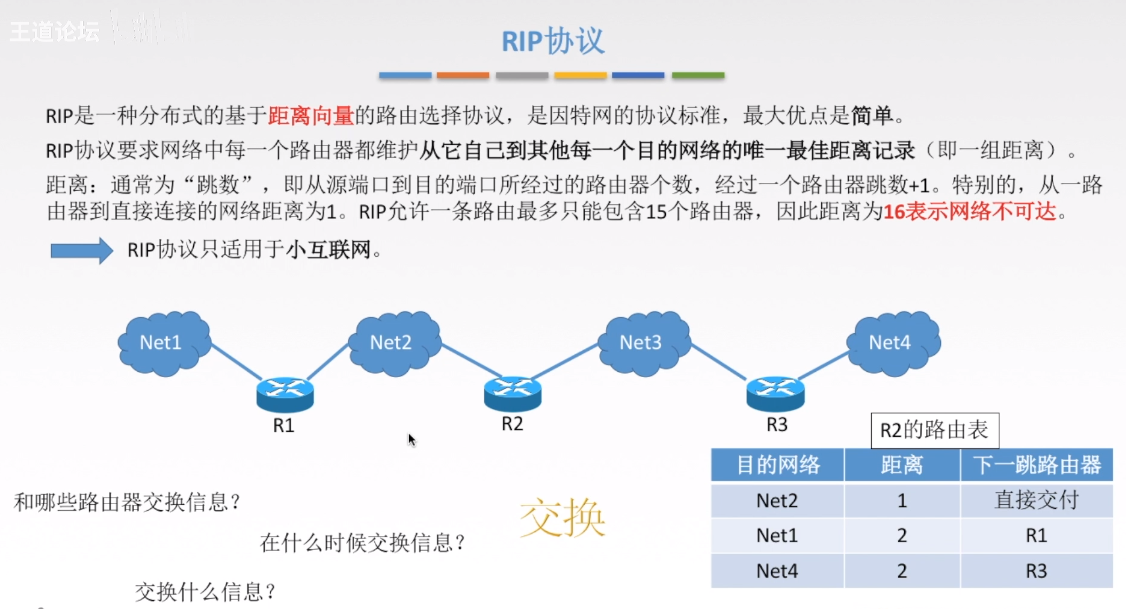 王道论坛
RIP协议
RIP是一种分布式的基于距离向量的路由选择协议，是因特网的协议标准，最大优点是简单。
RIP协议要求网络中每一个路由器都维护从它自己到其他每一个目的网络的唯一最佳距离记录（即一组距离）。
距离：通常为“跳数”，即从源端口到目的端口所经过的路由器个数，经过一个路由器跳数+1。特别的，从一路
由器到直接连接的网络距离为1。RIP允许一条路由最多只能包含15个路由器，因此距离为16表示网络不可达。
RIP协议只适用于小互联网。
Net1 Net2 Net3 Net4
R1 R2 R3
R2的路由表
目的网络 距离 下一跳路由器
Net2 1 直接交付
Net1 2 R1
Net4 2 R3
和哪些路由器交换信息？
交换
在什么时候交换信息？
交换什么信息？